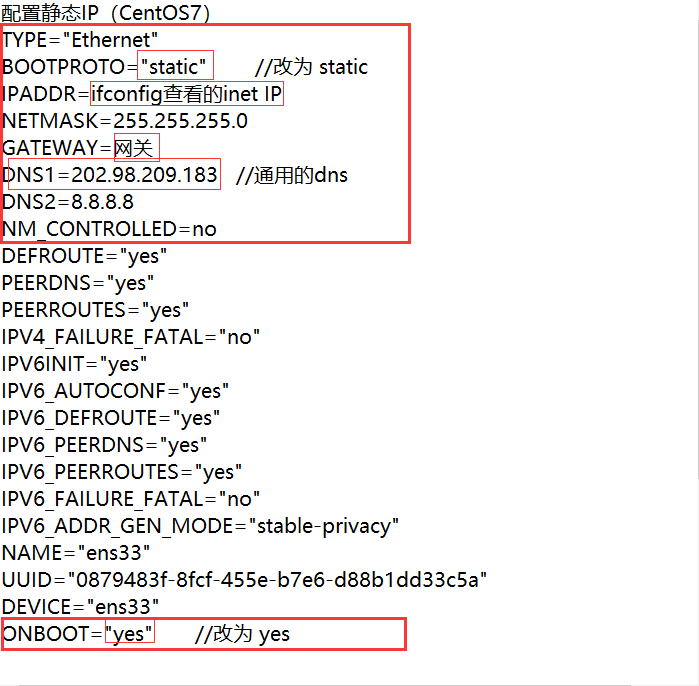 配置静态IP（CentOS7）
TYPE="Ethernet"
BOOTPROTO="static" //改为 static
IPADDR=ifconfig查看的inet IP
NETMASK=255.255.255.0
GATEWAY=网关
DNS1=202.98.209.183 //通用的dns
DNS2=8.8.8.8
NM_CONTROLLED=no
DEFROUTE="yes"
PEERDNS="yes"
PEERROUTES="yes"
IPV4_FAILURE_FATAL="no"
IPV6INIT="yes"
IPV6_AUTOCONF="yes"
IPV6_DEFROUTE="yes"
IPV6_PEERDNS="yes"
IPV6_PEERROUTES="yes"
IPV6_FAILURE_FATAL="no"
IPV6_ADDR_GEN_MODE="stable-privacy"
NAME="ens33"
UUID="0879483f-8fcf-455e-b7e6-d88b1dd33c5a"
DEVICE="ens33"
ONBOOT="yes" //改为 yes